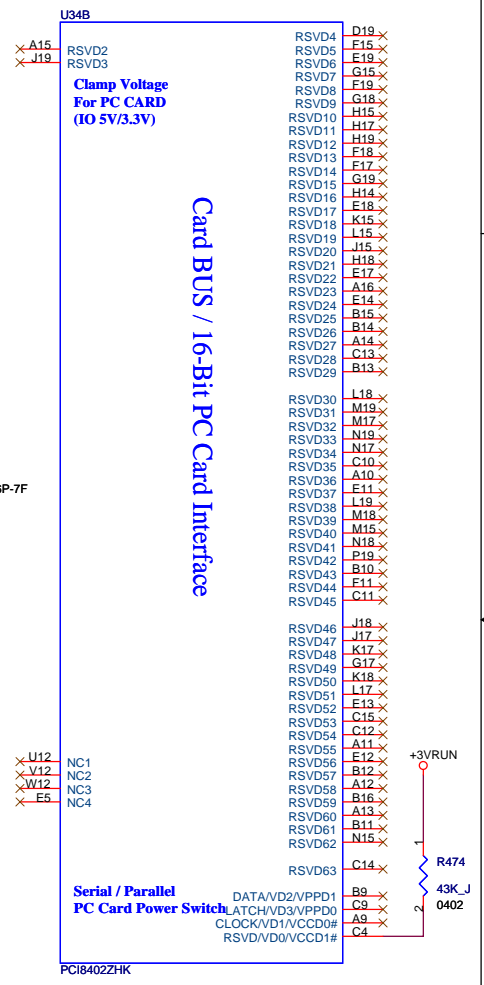 U34B
A15 RSVD2
J19 RSVD3
Clamp Voltage
For PC CARD
(IO 5V/3.3V)
Card BUS / 16-Bit PC Card Interface
RSVD4 D19
RSVD5 F15
RSVD6 E19
RSVD7 G15
RSVD8 F19
RSVD9 G18
RSVD10 H15
RSVD11 H17
RSVD12 H19
RSVD13 F18
RSVD14 F17
RSVD15 G19
RSVD16 H14
RSVD17 E18
RSVD18 K15
RSVD19 L15
RSVD20 J15
RSVD21 H18
RSVD22 E17
RSVD23 A16
RSVD24 E14
RSVD25 B15
RSVD26 B14
RSVD27 A14
RSVD28 C13
RSVD29 B13
RSVD30 L18
RSVD31 M19
RSVD32 M17
RSVD33 N19
RSVD34 N17
RSVD35 C10
RSVD36 A10
RSVD37 E11
RSVD38 L19
RSVD39 M18
RSVD40 M15
RSVD41 N18
RSVD42 P19
RSVD43 B10
RSVD44 F11
RSVD45 C11
6P-7F
RSVD46 J18
RSVD47 J17
RSVD48 K17
RSVD49 G17
RSVD50 K18
RSVD51 L17
RSVD52 E13
RSVD53 C15
RSVD54 C12
RSVD55 A11
RSVD56 E12
RSVD57 B12
RSVD58 A12
RSVD59 B16
RSVD60 A13
RSVD61 B11
RSVD62 N15
RSVD63 C14
U12 NC1
V12 NC2
W12 NC3
E5 NC4
+3VRUN
1
R474
43K_J
0402
2
Serial / Parallel
PC Card Power Switch
DATA/VD2/VPPD1 B9
LATCH/VD3/VPPD0 C9
CLOCK/VD1/VCCD0# A9
RSVD/VD0/VCCD1# C4
PCI8402ZHK